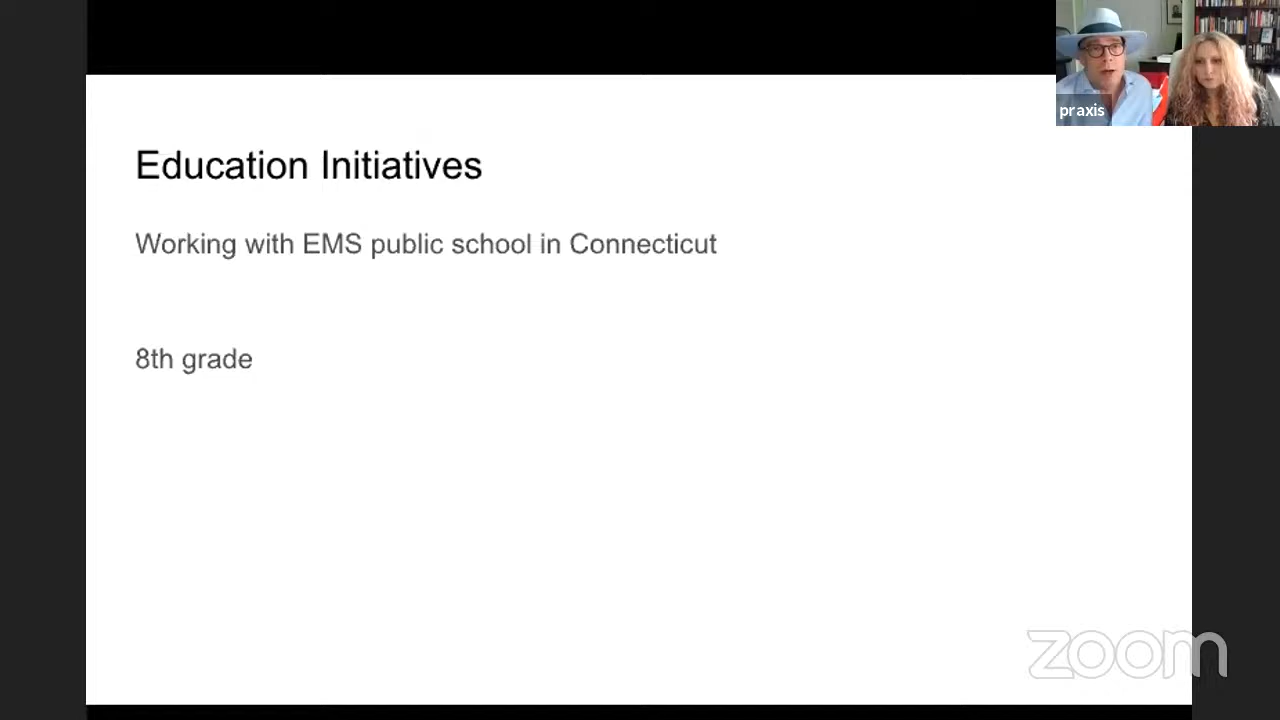 praxis
Education Initiatives
Working with EMS public school in Connecticut
8th grade
zoom